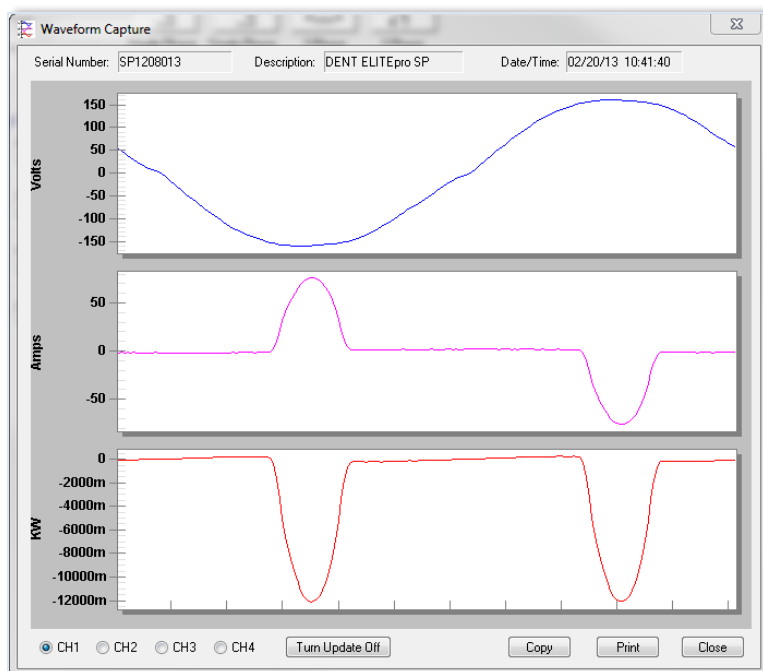 Waveform Capture
Serial Number: SP1208013 Description: DENT ELITEpro SP Date/Time: 02/20/13 10:41:40
Volts
150
100
50
0
-50
-100
-150
Amps
50
0
-50
KW
0
-2000m
-4000m
-6000m
-8000m
-10000m
-12000m
CH1 CH2 CH3 CH4 Turn Update Off Copy Print Close